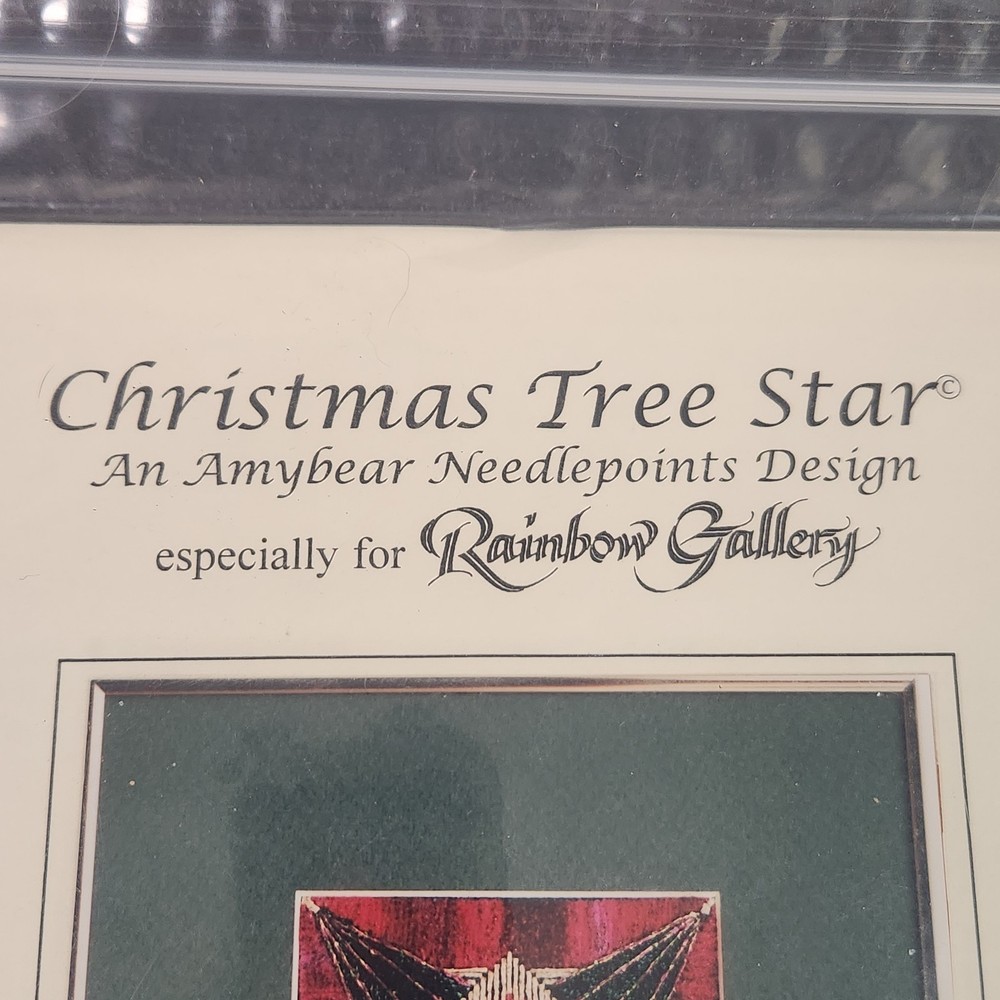 Christmas Tree Star©
An Amybear Needlepoints Design
especially for Rainbow Gallery